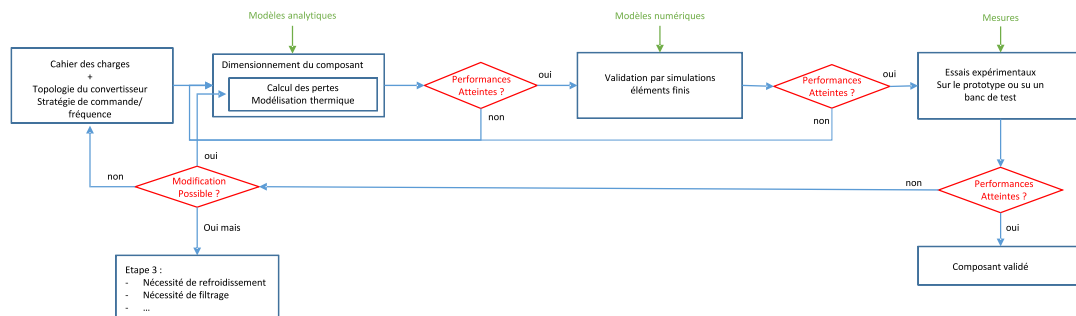 Modèles analytiques
Modèles numériques
Mesures
Cahier des charges
+
Topologie du convertisseur
Stratégie de commande/
fréquence
Dimensionnement du composant
Calcul des pertes
Modélisation thermique
Performances
Atteintes ?
oui
non
Validation par simulations
éléments finis
Performances
Atteintes ?
oui
non
Essais expérimentaux
Sur le prototype ou su un
banc de test
oui
non
Modification
Possible ?
non
Performances
Atteintes ?
Oui mais
oui
Etape 3 :
- Nécessité de refroidissement
- Nécessité de filtrage
- ...
Composant validé